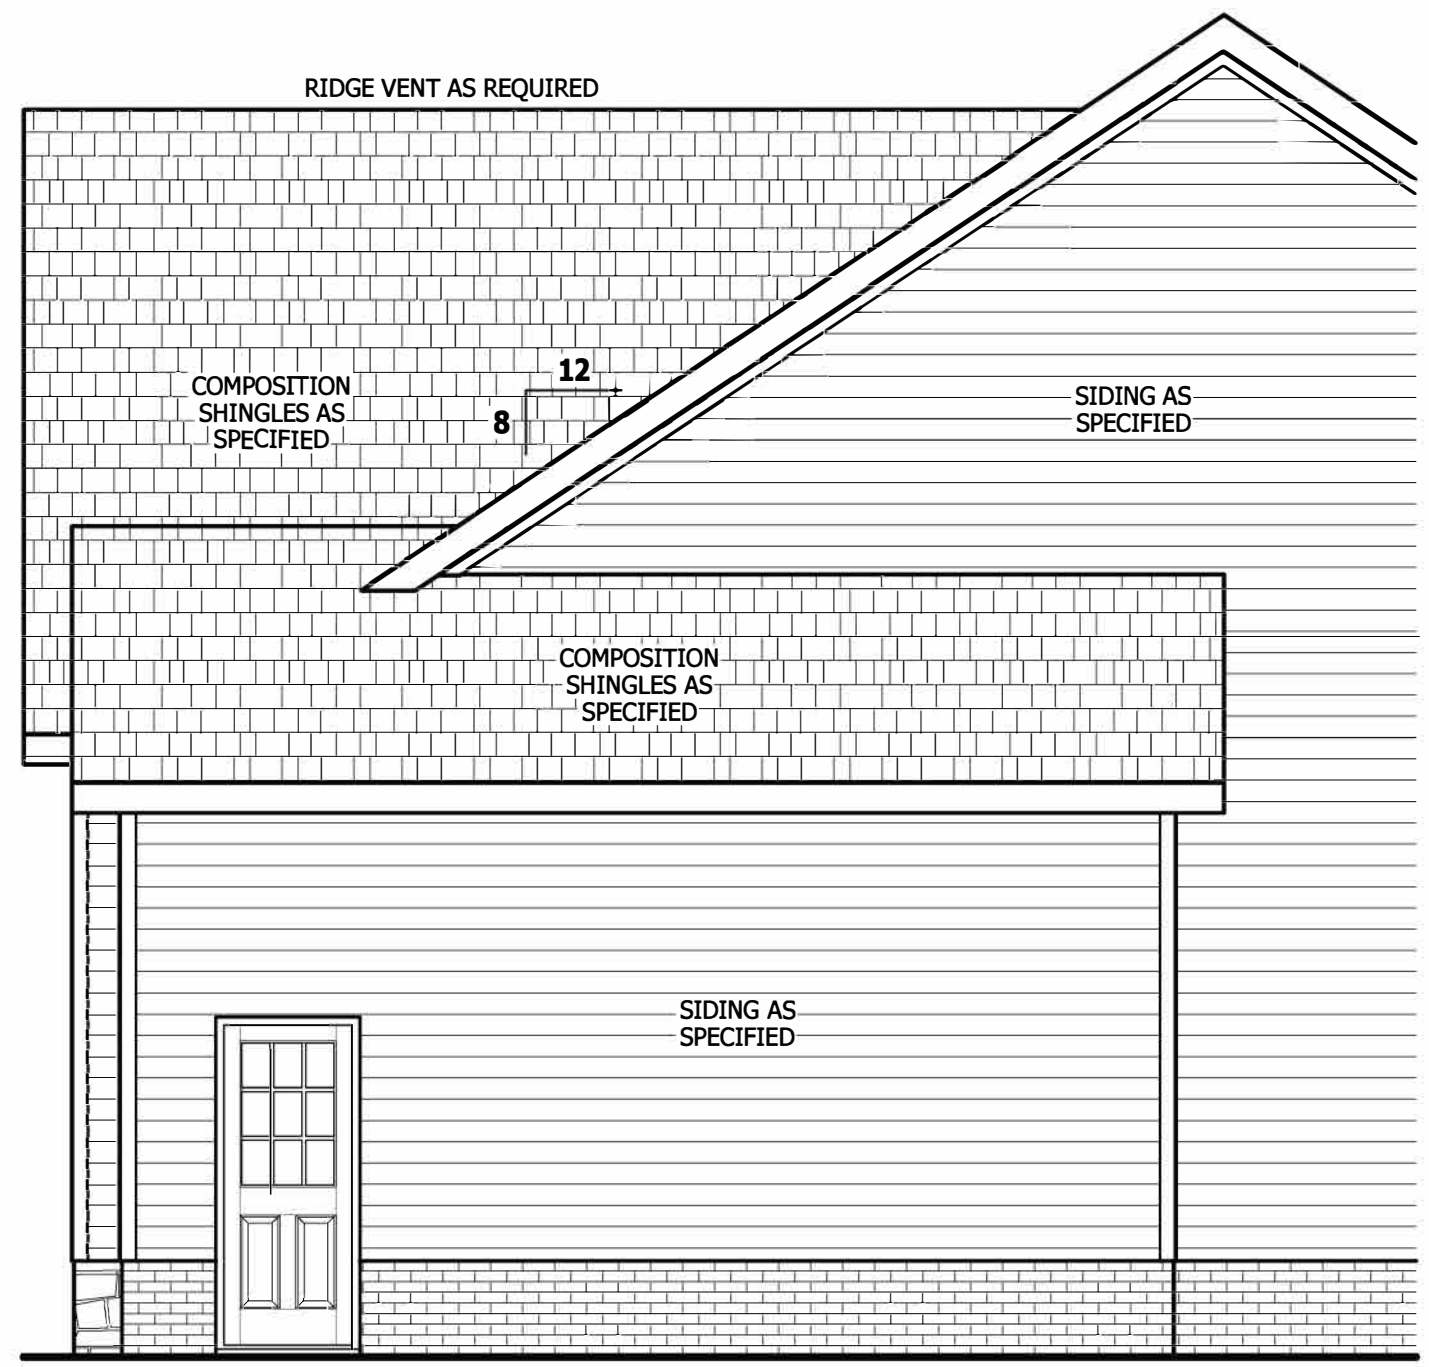 RIDGE VENT AS REQUIRED
12
8
COMPOSITION
SHINGLES AS
SPECIFIED
SIDING AS
SPECIFIED
COMPOSITION
SHINGLES AS
SPECIFIED
SIDING AS
SPECIFIED